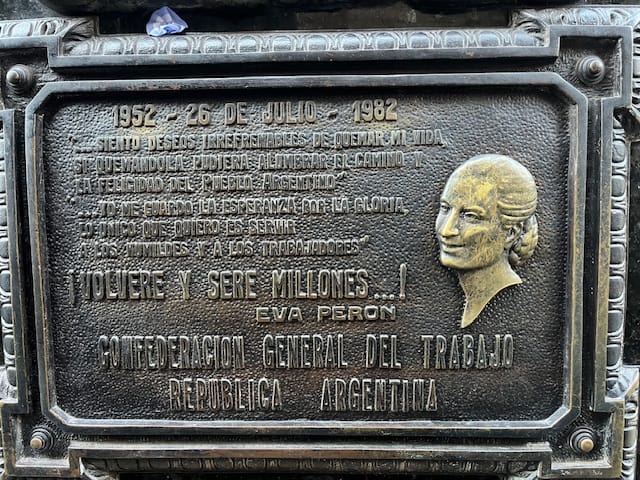 1952 - 26 DE JULIO - 1982
"...SIENTO DESEOS IRREFRENABLES DE QUEMAR MI VIDA,
SI QUEMANDOLA PUDIERA ALUMBRAR EL CAMINO Y
LA FELICIDAD DEL PUEBLO ARGENTINO"
"...YO ME GUARDO LA ESPERANZA POR LA GLORIA,
LO UNICO QUE QUIERO ES SERVIR
A LOS HUMILDES Y A LOS TRABAJADORES"
¡VOLVERE Y SERE MILLONES...!
EVA PERON
CONFEDERACION GENERAL DEL TRABAJO
REPUBLICA ARGENTINA